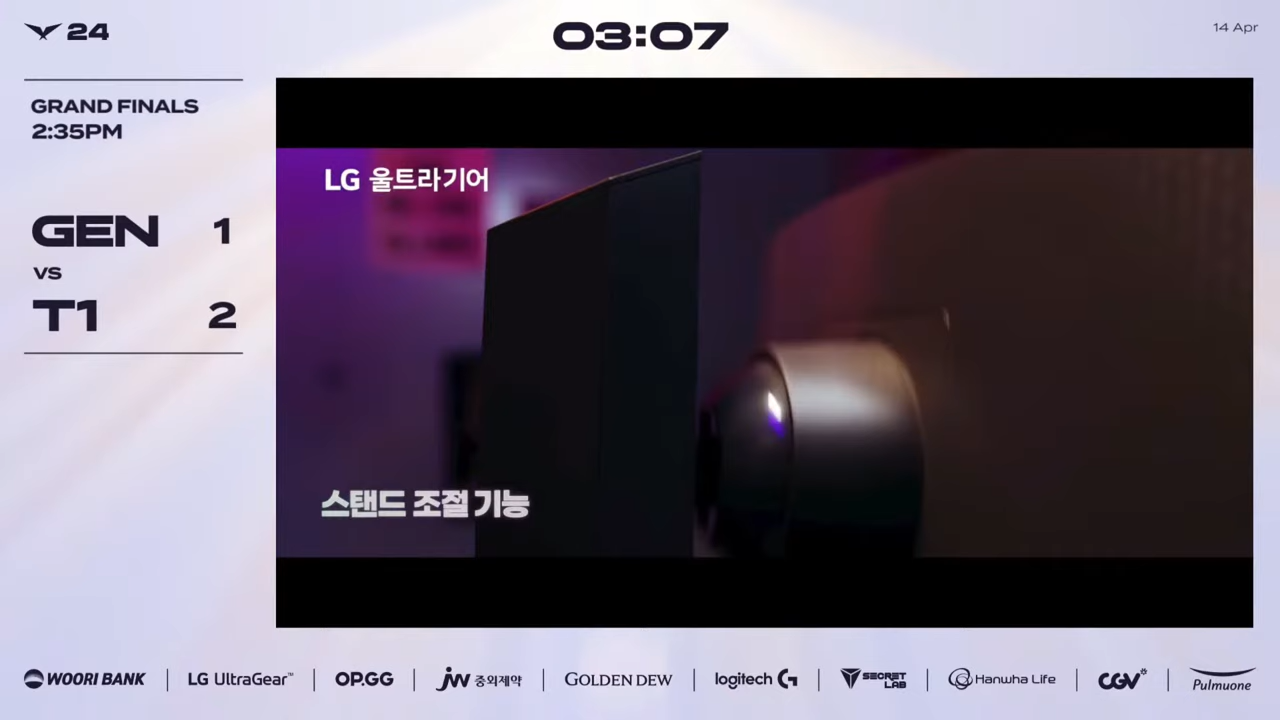 24
03:07
14 Apr
GRAND FINALS
2:35PM
GEN 1
VS
T1 2
LG 울트라기어
스탠드 조절 기능
WOORI BANK
LG UltraGear™
OP.GG
jw 중외제약
GOLDEN DEW
logitech G
SECRET LAB
Hanwha Life
CGV
Pulmuone